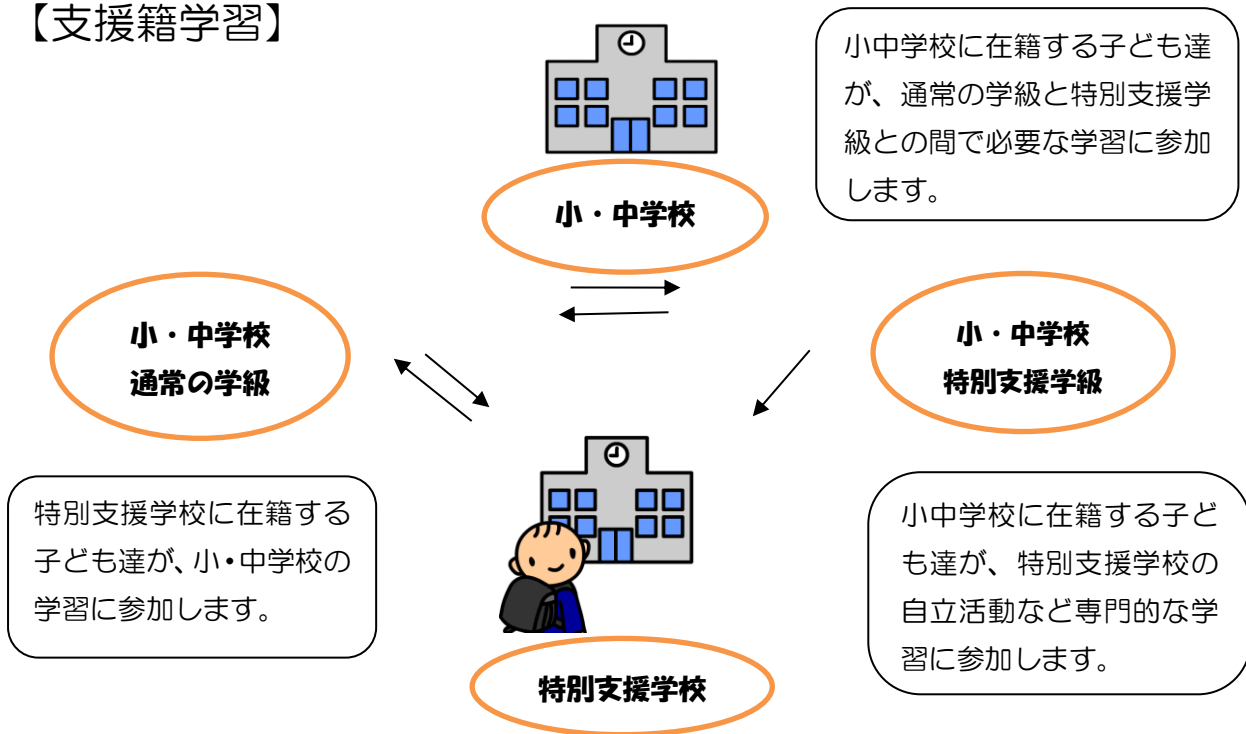 【支援籍学習】
小中学校に在籍する子ども達
が、通常の学級と特別支援学
級との間で必要な学習に参加
します。
小・中学校
小・中学校
通常の学級
小・中学校
特別支援学級
特別支援学校に在籍する
子ども達が、小・中学校の
学習に参加します。
小中学校に在籍する子ど
も達が、特別支援学校の
自立活動など専門的な学
習に参加します。
特別支援学校